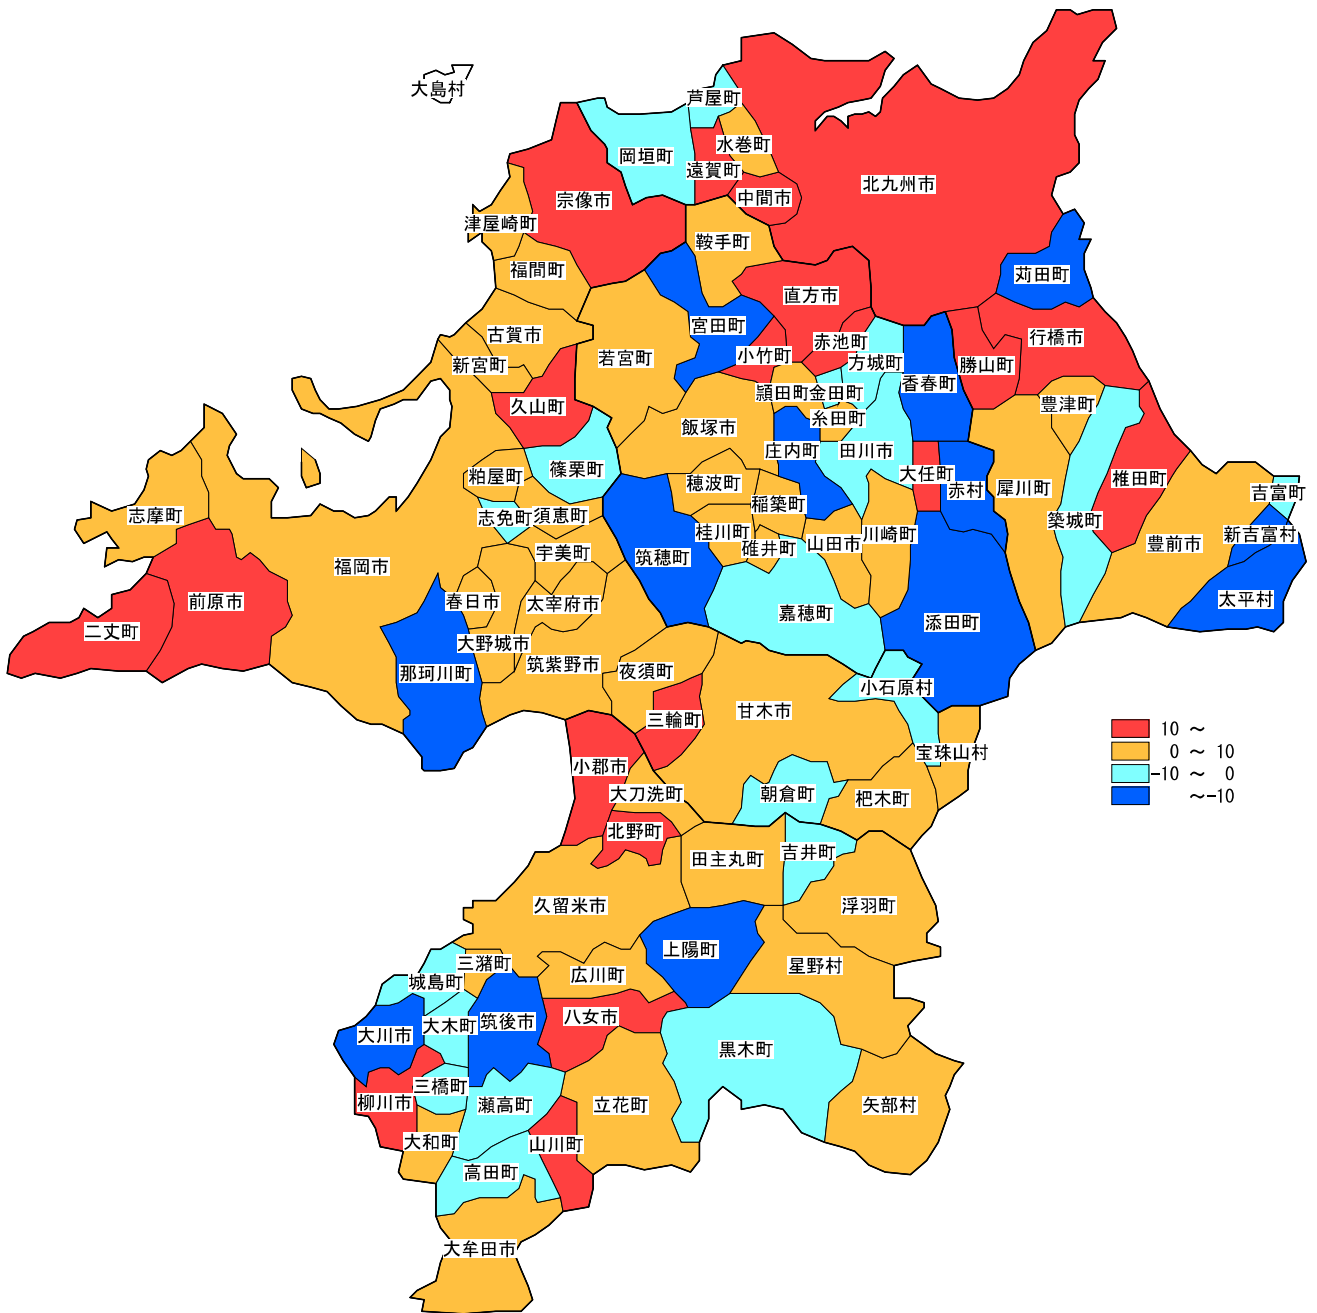 大島村
芦屋町
水巻町
岡垣町
遠賀町
北九州市
中間市
宗像市
津屋崎町
鞍手町
福間町
苅田町
直方市
宮田町
古賀市
行橋市
赤池町
小竹町
若宮町
方城町
新宮町
勝山町
香春町
頴田町
金田町
久山町
豊津町
糸田町
飯塚市
庄内町
田川市
篠栗町
粕屋町
大任町
椎田町
穂波町
犀川町
赤村
吉富町
稲築町
志摩町
志免町
須恵町
築城町
桂川町
川崎町
新吉富村
山田市
豊前市
碓井町
宇美町
筑穂町
福岡市
前原市
春日市
太宰府市
太平村
嘉穂町
添田町
二丈町
大野城市
筑紫野市
夜須町
那珂川町
小石原村
甘木市
三輪町
宝珠山村
小郡市
大刀洗町
朝倉町
杷木町
北野町
田主丸町
吉井町
久留米市
浮羽町
上陽町
三潴町
星野村
広川町
城島町
八女市
筑後市
大木町
大川市
黒木町
三橋町
柳川市
瀬高町
立花町
矢部村
大和町
山川町
高田町
大牟田市
10 ～
0 ～ 10
-10 ～ 0
～-10